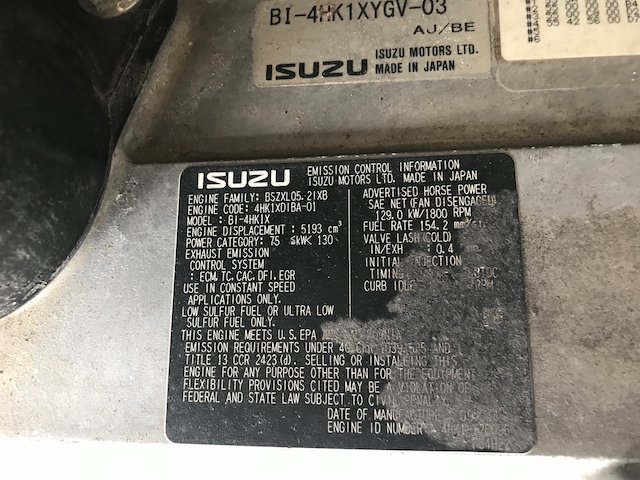 BI-4HK1XYGV-03
AJ/BE
ISUZU ISUZU MOTORS LTD.
MADE IN JAPAN
ISUZU EMISSION CONTROL INFORMATION
ISUZU MOTORS LTD. MADE IN JAPAN
ENGINE FAMILY: BSZXL05.2IXB
ENGINE CODE: 4HK1XDIBA-01
MODEL: BI-4HK1X
ENGINE DISPLACEMENT: 5193 cm³
POWER CATEGORY: 75 ≤kW< 130
EXHAUST EMISSION
CONTROL SYSTEM
: ECM,TC,CAC,DFI,EGR
USE IN CONSTANT SPEED
APPLICATIONS ONLY.
LOW SULFUR FUEL OR ULTRA LOW
SULFUR FUEL ONLY.
ADVERTISED HORSE POWER
SAE NET(FAN DISENGAGED)
129.0 kW/1800 RPM
FUEL RATE 154.2 mm³/st
VALVE LASH(COLD)
IN/EXH : 0.4
INITIAL INJECTION
TIMING
CURB IDLE
THIS ENGINE MEETS U.S.EPA
EMISSION REQUIREMENTS UNDER AND
TITLE 13 CCR 2423(d). SELLING OR INSTALLING THIS
ENGINE FOR ANY PURPOSE OTHER THAN FOR THE EQUIPMENT
FLEXIBILITY PROVISIONS CITED MAY BE A VIOLATION OF
FEDERAL AND STATE LAW SUBJECT TO CIVIL PENALTY.
DATE OF MANUFACTURE
ENGINE ID NUMBER